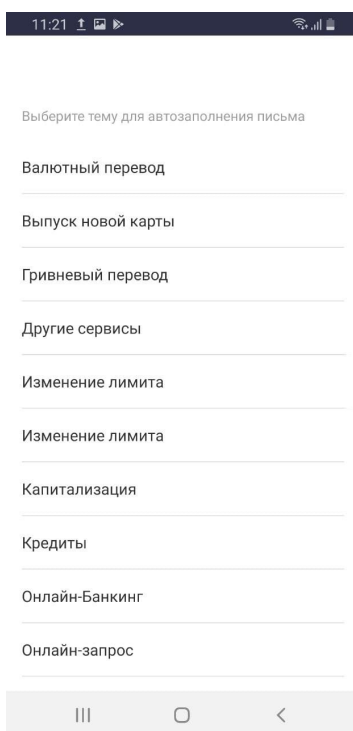 11:21
Выберите тему для автозаполнения письма
Валютный перевод
Выпуск новой карты
Гривневый перевод
Другие сервисы
Изменение лимита
Изменение лимита
Капитализация
Кредиты
Онлайн-Банкинг
Онлайн-запрос